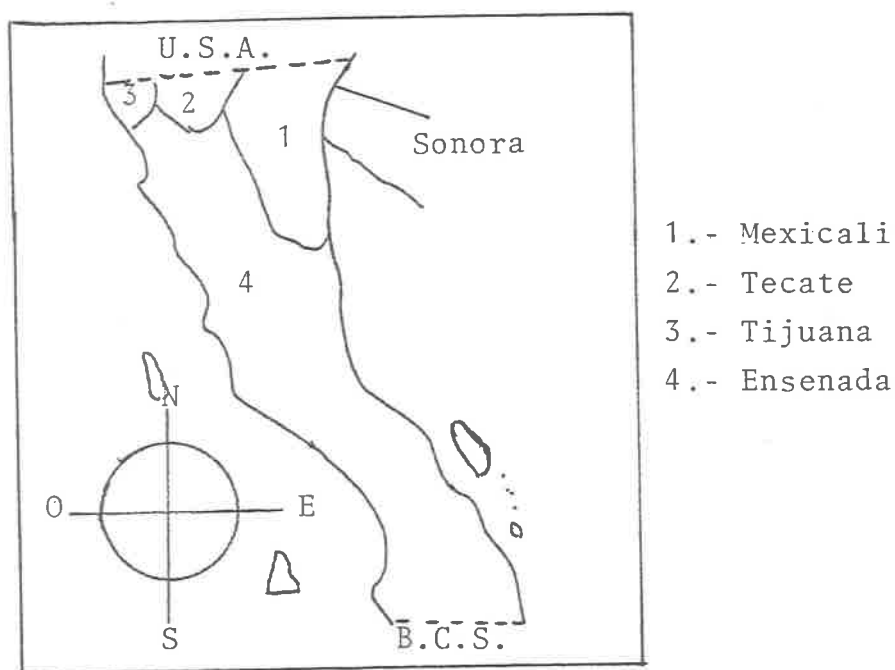 U.S.A.
3
2
1
Sonora
4
N
O
E
S
B.C.S.
1.- Mexicali
2.- Tecate
3.- Tijuana
4.- Ensenada